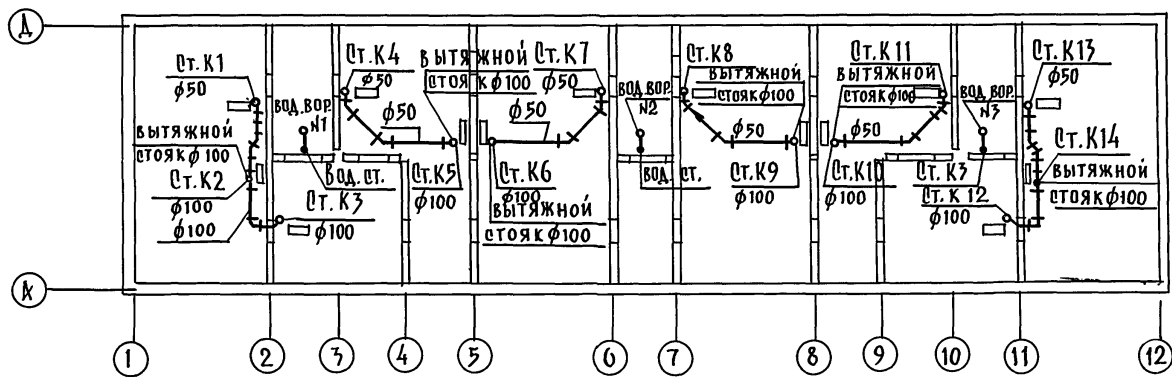 Д
Ст.К1
ф50
ВЫТЯЖНОЙ
СТОЯК ф100
Ст.К2
ф100
ф100
ВОД.ВОР.
N1
ВОД. СТ.
Ст.К3
ф100
Ст.К4
ф50
ф50
ВЫТЯЖНОЙ
СТОЯК ф100
Ст.К5
ф100
Ст.К7
ф50
ф50
Ст.К6
ф100
ВЫТЯЖНОЙ
СТОЯК ф100
ВОД.ВОР.
N2
ВОД. СТ.
Ст.К8
ВЫТЯЖНОЙ
СТОЯК ф100
ф50
Ст.К9
ф100
Ст.К11
ВЫТЯЖНОЙ
СТОЯК ф100
ф50
Ст.К10
ф100
ВОД.ВОР.
N3
Ст.К3
Ст.К12
ф100
Ст.К13
ф50
Ст.К14
ВЫТЯЖНОЙ
СТОЯК ф100
А
1 2 3 4 5 6 7 8 9 10 11 12